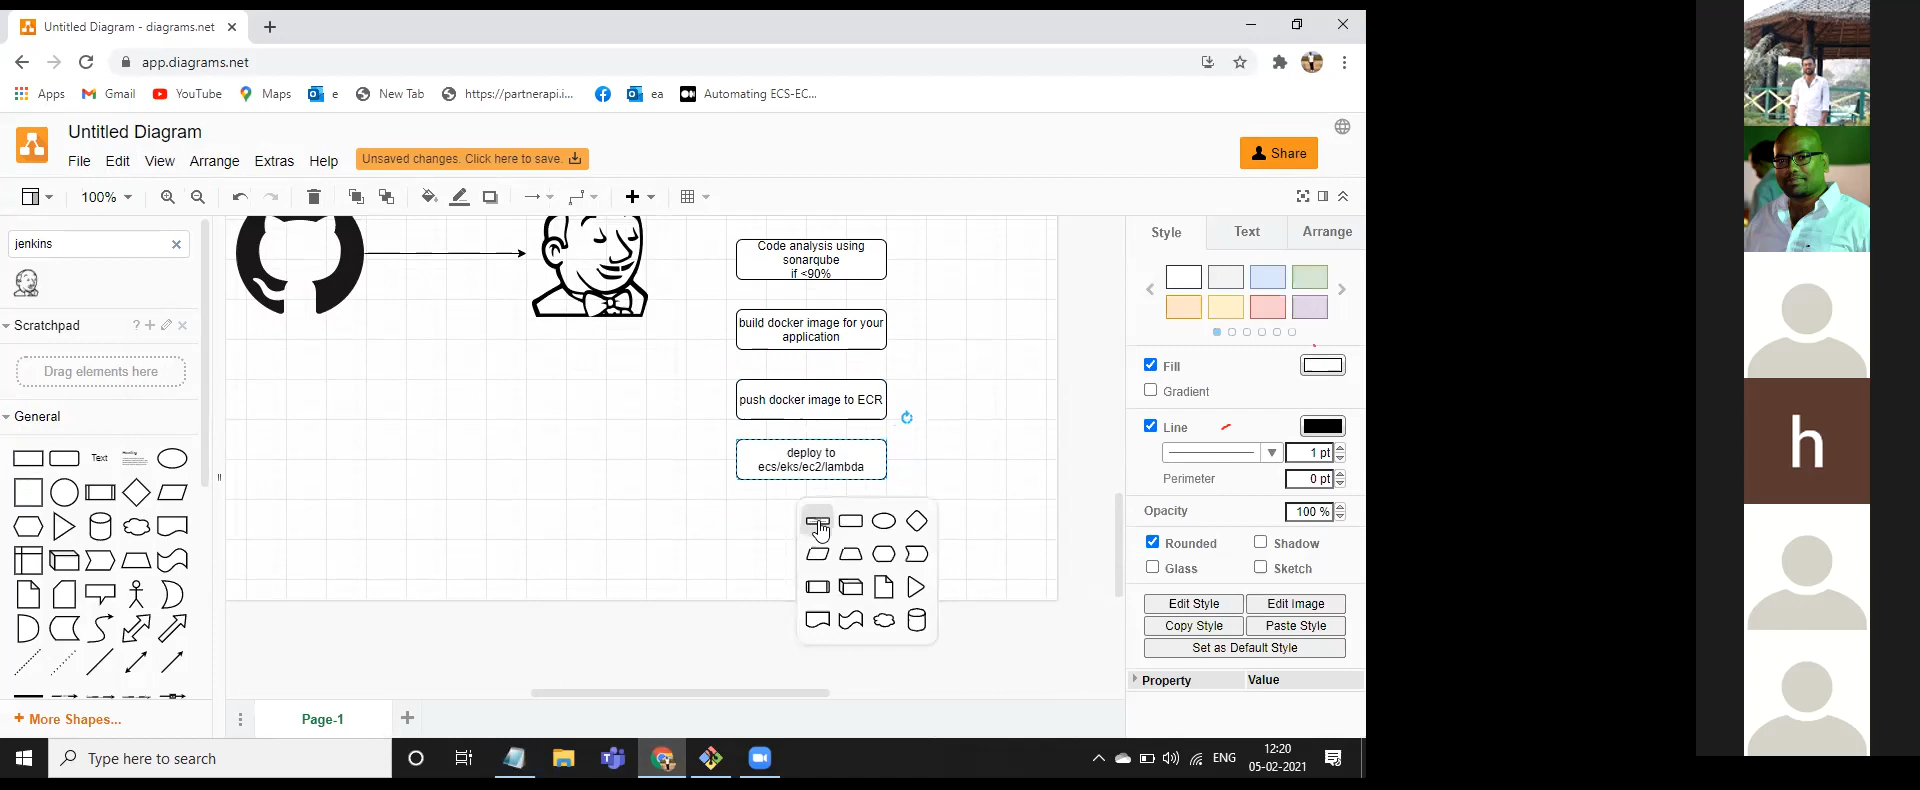 Untitled Diagram - diagrams.net
app.diagrams.net
Apps
Gmail
YouTube
Maps
e
New Tab
https://partnerapi.i...
ea
Automating ECS-EC...
Untitled Diagram
File Edit View Arrange Extras Help
Unsaved changes. Click here to save.
Share
100%
jenkins
Scratchpad
?
Drag elements here
General
Text
Heading
More Shapes...
Code analysis using
sonarqube
if <90%
build docker image for your
application
push docker image to ECR
deploy to
ecs/eks/ec2/lambda
Page-1
Style Text Arrange
Fill
Gradient
Line
1 pt
Perimeter
0 pt
Opacity
100 %
Rounded
Shadow
Glass
Sketch
Edit Style
Edit Image
Copy Style
Paste Style
Set as Default Style
Property
Value
Type here to search
ENG
12:20
05-02-2021
h